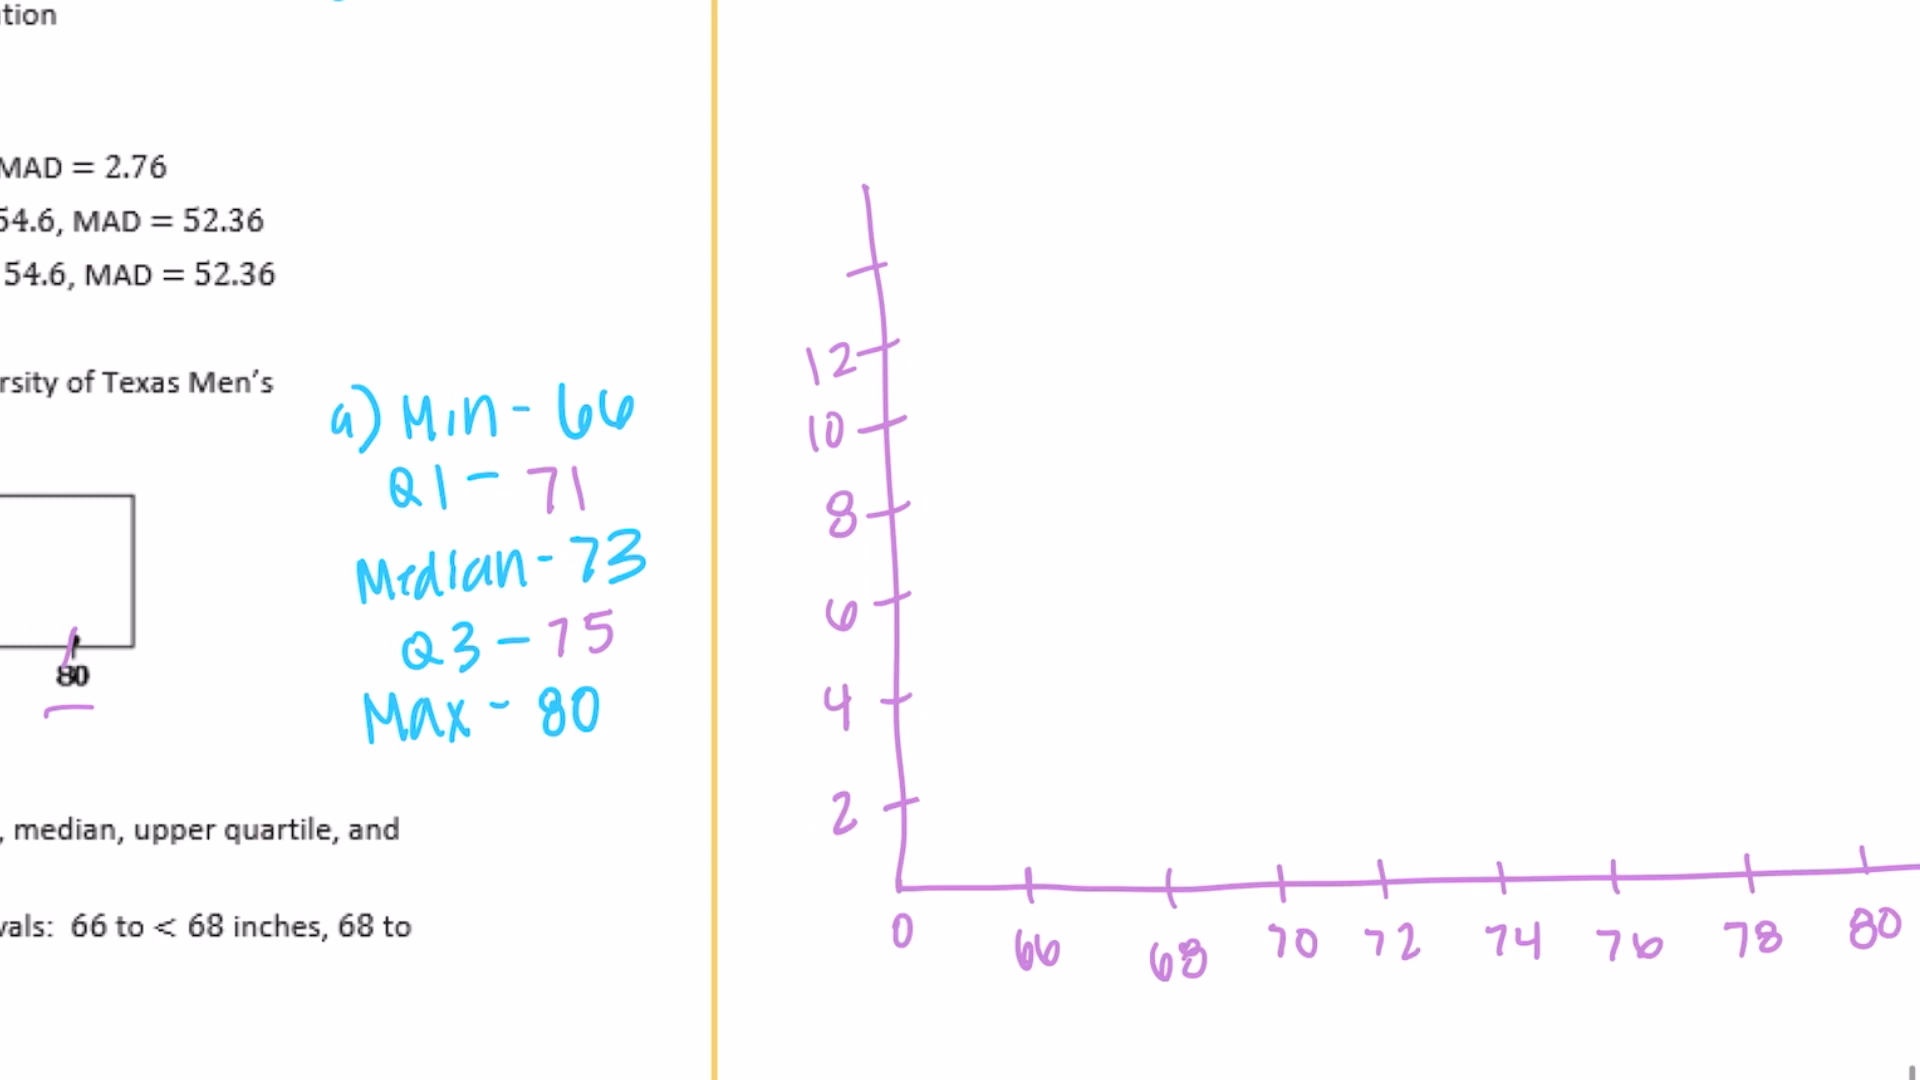 tion
MAD = 2.76
54.6, MAD = 52.36
54.6, MAD = 52.36
rsity of Texas Men's
a) Min - 66
Q1 - 71
Median - 73
Q3 - 75
Max - 80
80
, median, upper quartile, and
vals: 66 to < 68 inches, 68 to
12
10
8
6
4
2
0 66 68 70 72 74 76 78 80